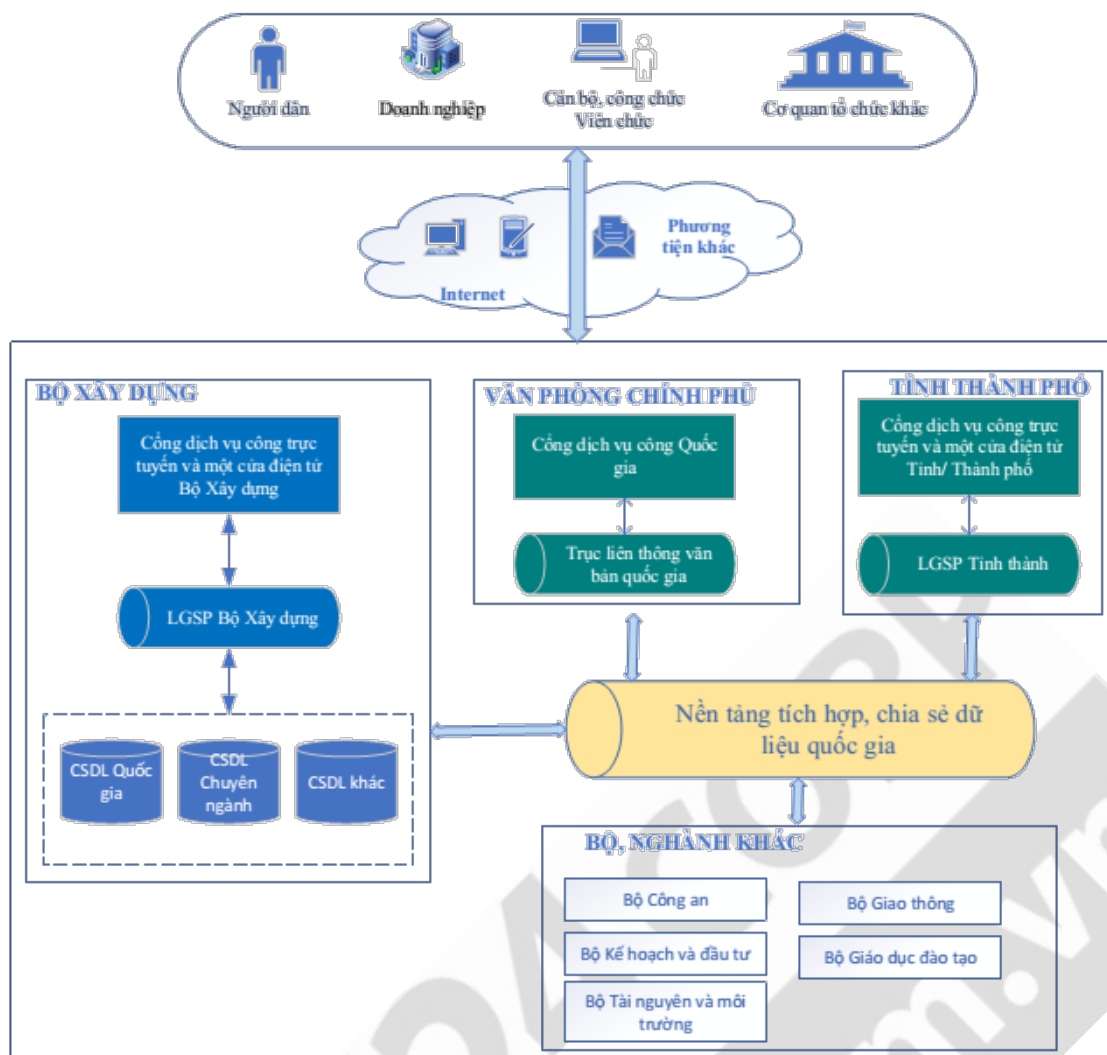 Người dân
Doanh nghiệp
Cán bộ, công chức
Viên chức
Cơ quan tổ chức khác
Phương
tiện khác
Internet
BỘ XÂY DỰNG
Cổng dịch vụ công trực
tuyến và một cửa điện tử
Bộ Xây dựng
LGSP Bộ Xây dựng
CSDL Quốc
gia
CSDL
Chuyên
ngành
CSDL khác
VĂN PHÒNG CHÍNH PHỦ
Cổng dịch vụ công Quốc
gia
Trục liên thông văn
bản quốc gia
TỈNH THÀNH PHỐ
Cổng dịch vụ công trực
tuyến và một cửa điện tử
Tỉnh/ Thành phố
LGSP Tỉnh thành
Nền tảng tích hợp, chia sẻ dữ
liệu quốc gia
BỘ, NGHÀNH KHÁC
Bộ Công an
Bộ Giao thông
Bộ Kế hoạch và đầu tư
Bộ Giáo dục đào tạo
Bộ Tài nguyên và môi
trường